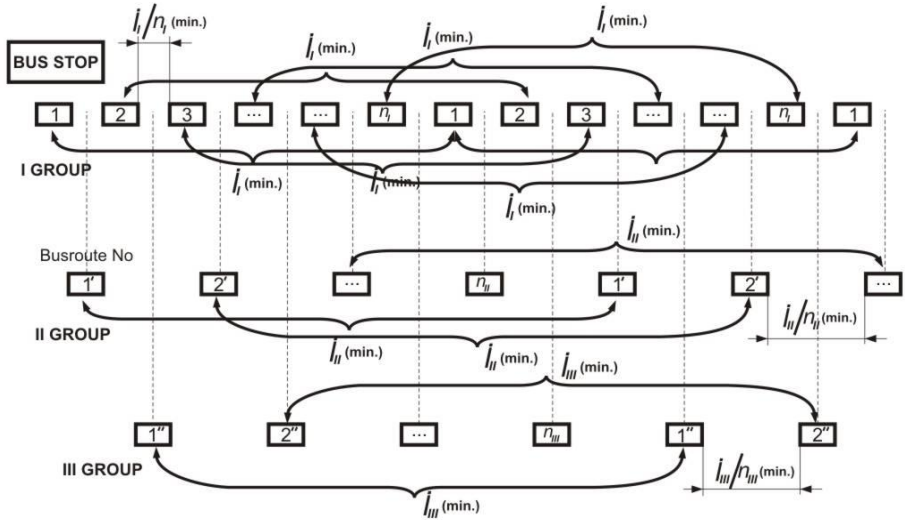 i_I/n_I (min.)
i_I (min.)
i_I (min.)
i_I (min.)
i_I (min.)
BUS STOP
1 2 3 ... ... n_I 1 2 3 ... ... n_I 1
I GROUP
i_I (min.)
i_I (min.)
i_I (min.)
i_II (min.)
Busroute No
1' 2' ... n_II 1' 2' ...
i_II/n_II (min.)
II GROUP
i_II (min.)
i_II (min.)
i_III (min.)
1" 2" ... n_III 1" 2"
III GROUP
i_III/n_III (min.)
i_III (min.)